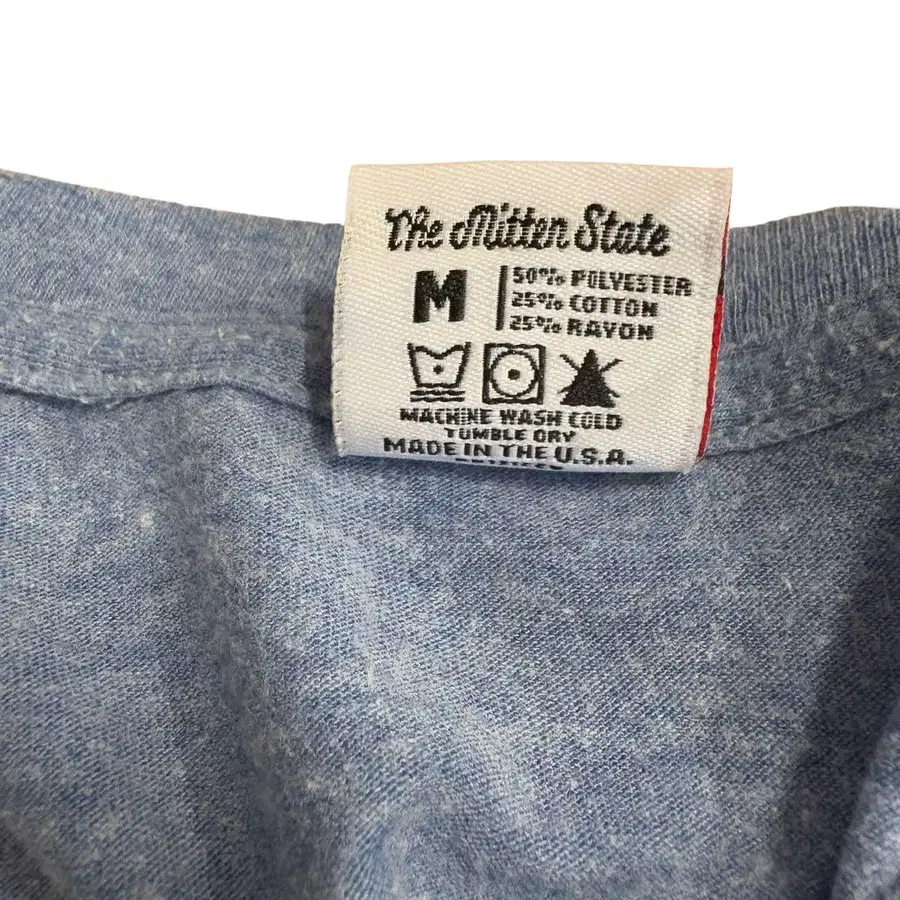 The Mitten State
M
50% POLYESTER
25% COTTON
25% RAYON
MACHINE WASH COLD
TUMBLE DRY
MADE IN THE U.S.A.